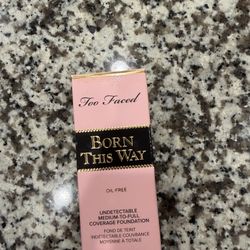 Too Faced
BORN
THIS WAY
OIL-FREE
UNDETECTABLE
MEDIUM-TO-FULL
COVERAGE FOUNDATION
FOND DE TEINT
INDÉTECTABLE COUVRANCE
MOYENNE À TOTALE